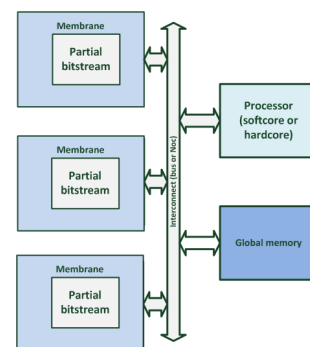 Membrane
Partial
bitstream
Membrane
Partial
bitstream
Membrane
Partial
bitstream
Interconnect (bus or Noc)
Processor
(softcore or
hardcore)
Global memory